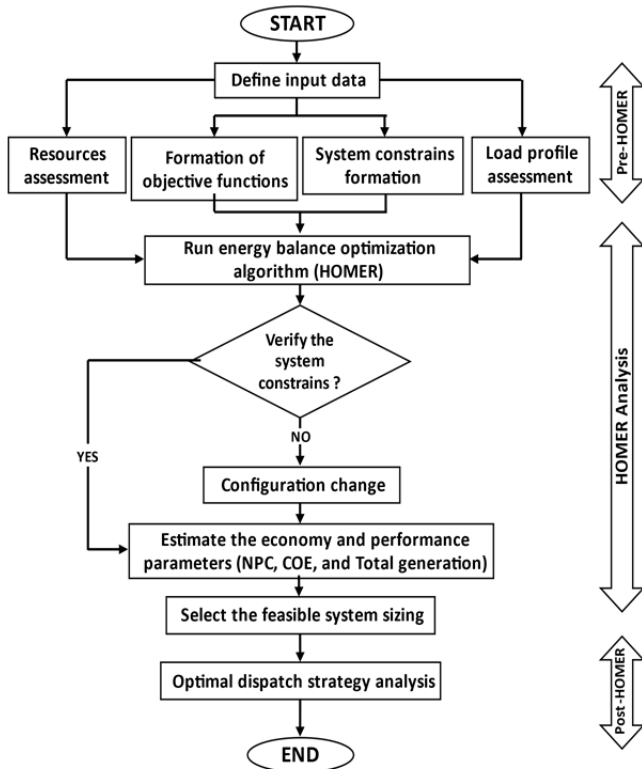 START
Define input data
Resources
assessment
Formation of
objective functions
System constrains
formation
Load profile
assessment
Pre-HOMER
Run energy balance optimization
algorithm (HOMER)
Verify the
system
constrains ?
YES
NO
HOMER Analysis
Configuration change
Estimate the economy and performance
parameters (NPC, COE, and Total generation)
Select the feasible system sizing
Optimal dispatch strategy analysis
Post -HOMER
END